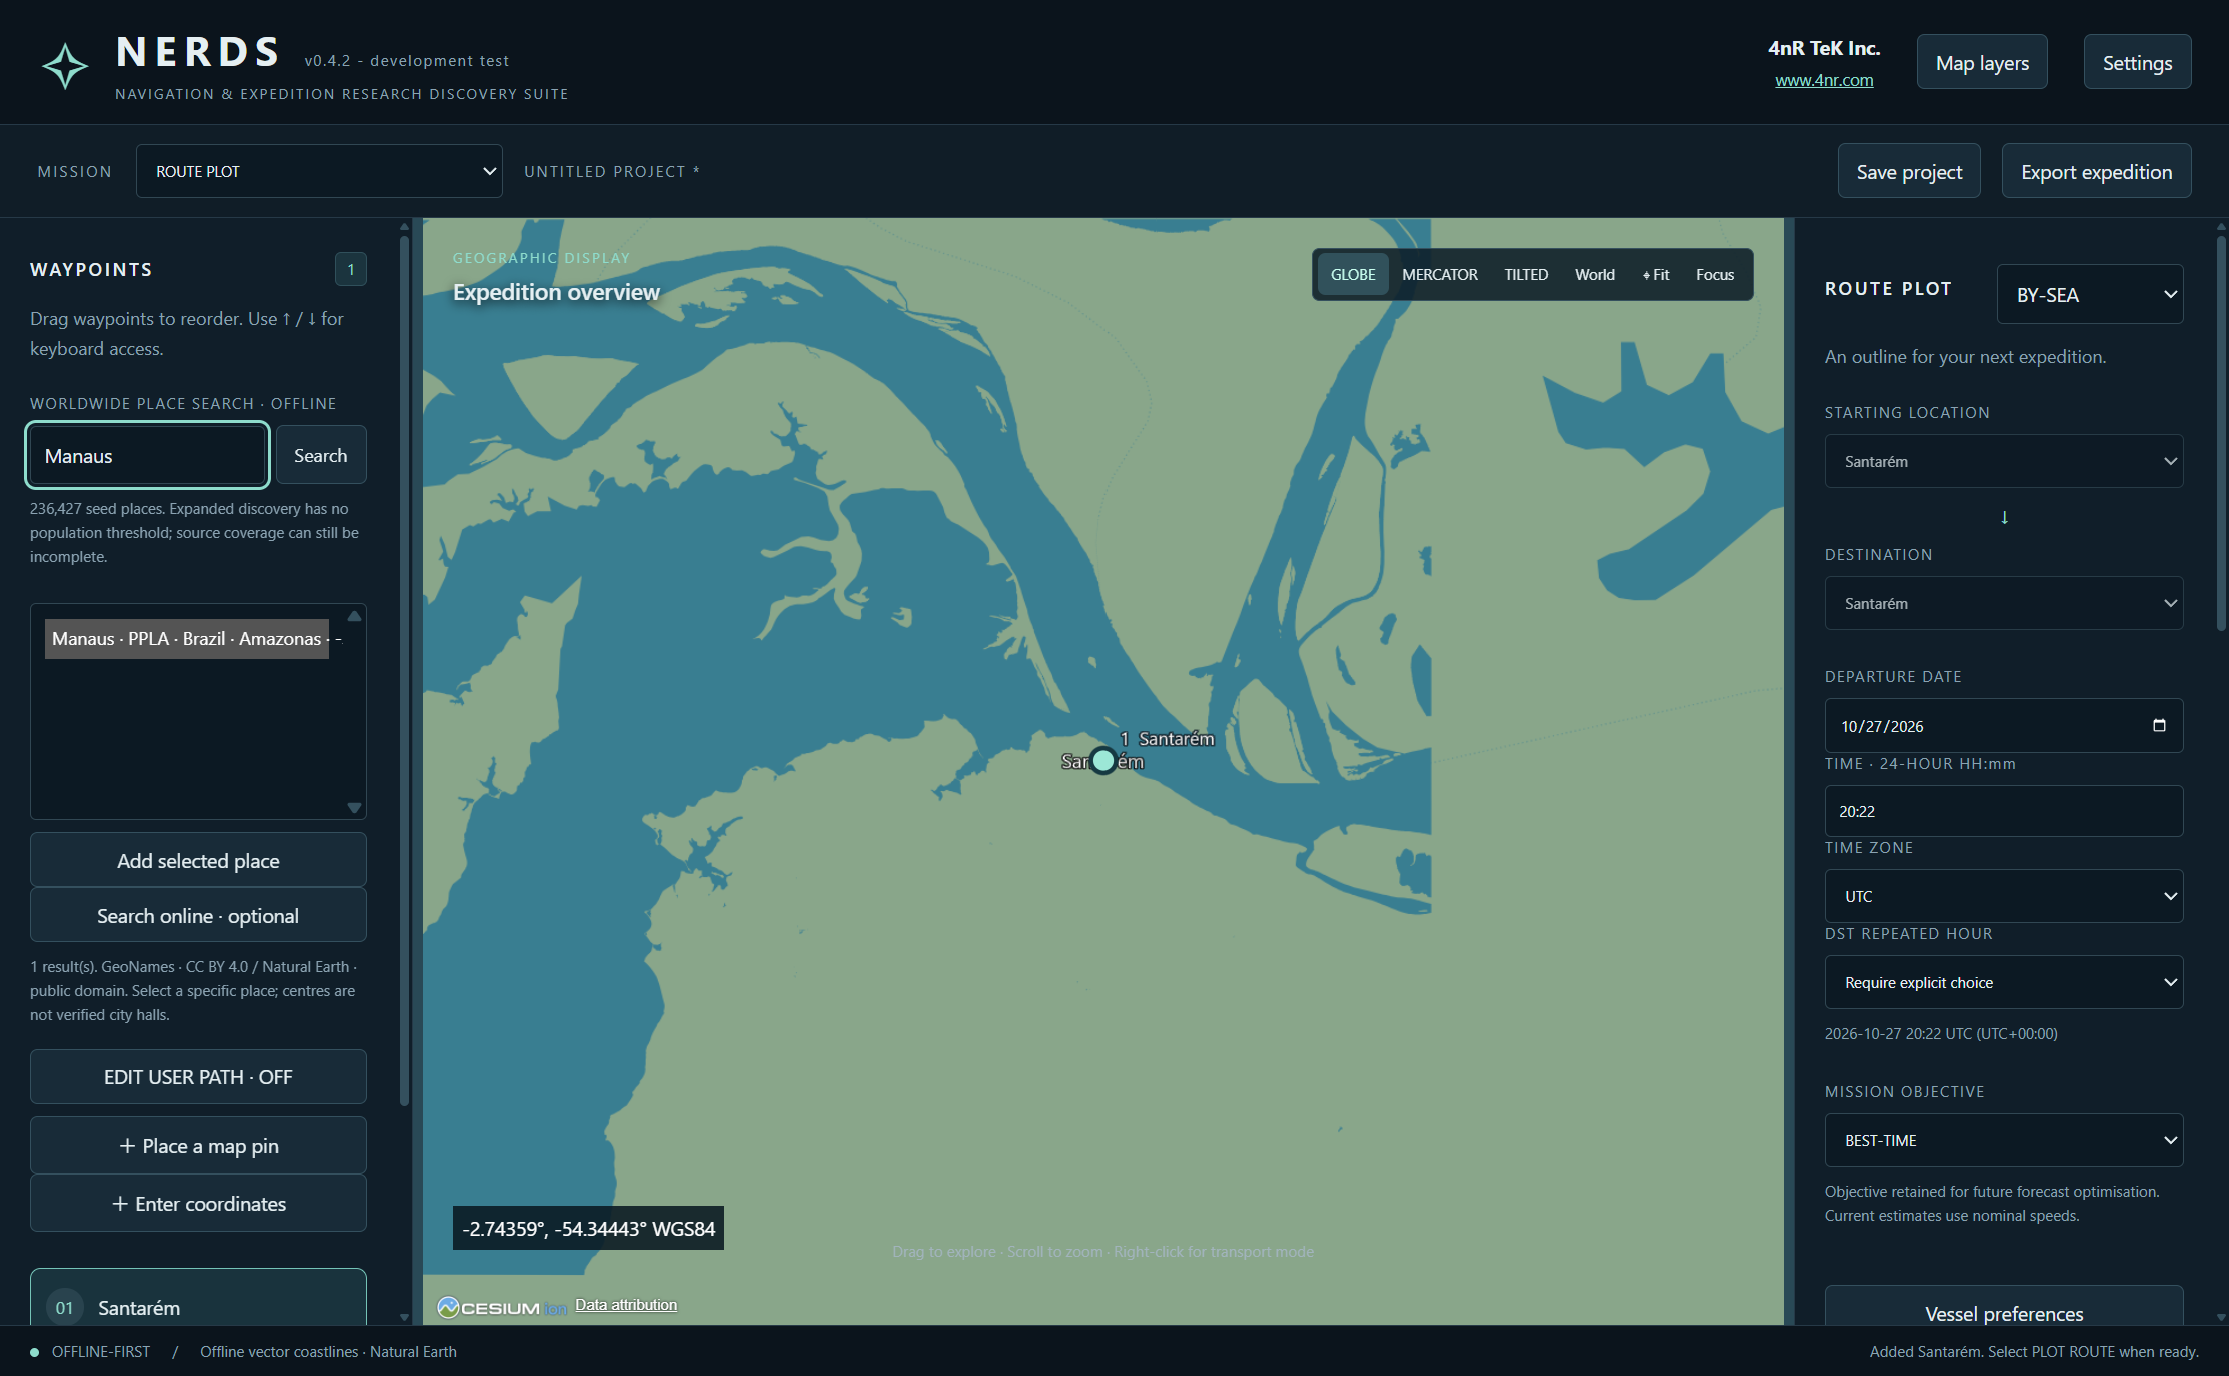 NERDS v0.4.2 - development test
NAVIGATION & EXPEDITION RESEARCH DISCOVERY SUITE
4nR TeK Inc.
www.4nr.com
Map layers
Settings
MISSION
ROUTE PLOT
UNTITLED PROJECT *
Save project
Export expedition
WAYPOINTS
1
Drag waypoints to reorder. Use ↑ / ↓ for
keyboard access.
WORLDWIDE PLACE SEARCH · OFFLINE
Manaus
Search
236,427 seed places. Expanded discovery has no
population threshold; source coverage can still be
incomplete.
Manaus · PPLA · Brazil · Amazonas · -
Add selected place
Search online · optional
1 result(s). GeoNames · CC BY 4.0 / Natural Earth ·
public domain. Select a specific place; centres are
not verified city halls.
EDIT USER PATH · OFF
+ Place a map pin
+ Enter coordinates
01 Santarém
GEOGRAPHIC DISPLAY
Expedition overview
GLOBE
MERCATOR
TILTED
World
⌖ Fit
Focus
1 Santarém
-2.74359°, -54.34443° WGS84
Drag to explore · Scroll to zoom · Right-click for transport mode
CESIUM ion
Data attribution
ROUTE PLOT
BY-SEA
An outline for your next expedition.
STARTING LOCATION
Santarém
↓
DESTINATION
Santarém
DEPARTURE DATE
10/27/2026
TIME · 24-HOUR HH:mm
20:22
TIME ZONE
UTC
DST REPEATED HOUR
Require explicit choice
2026-10-27 20:22 UTC (UTC+00:00)
MISSION OBJECTIVE
BEST-TIME
Objective retained for future forecast optimisation.
Current estimates use nominal speeds.
Vessel preferences
OFFLINE-FIRST / Offline vector coastlines · Natural Earth
Added Santarém. Select PLOT ROUTE when ready.